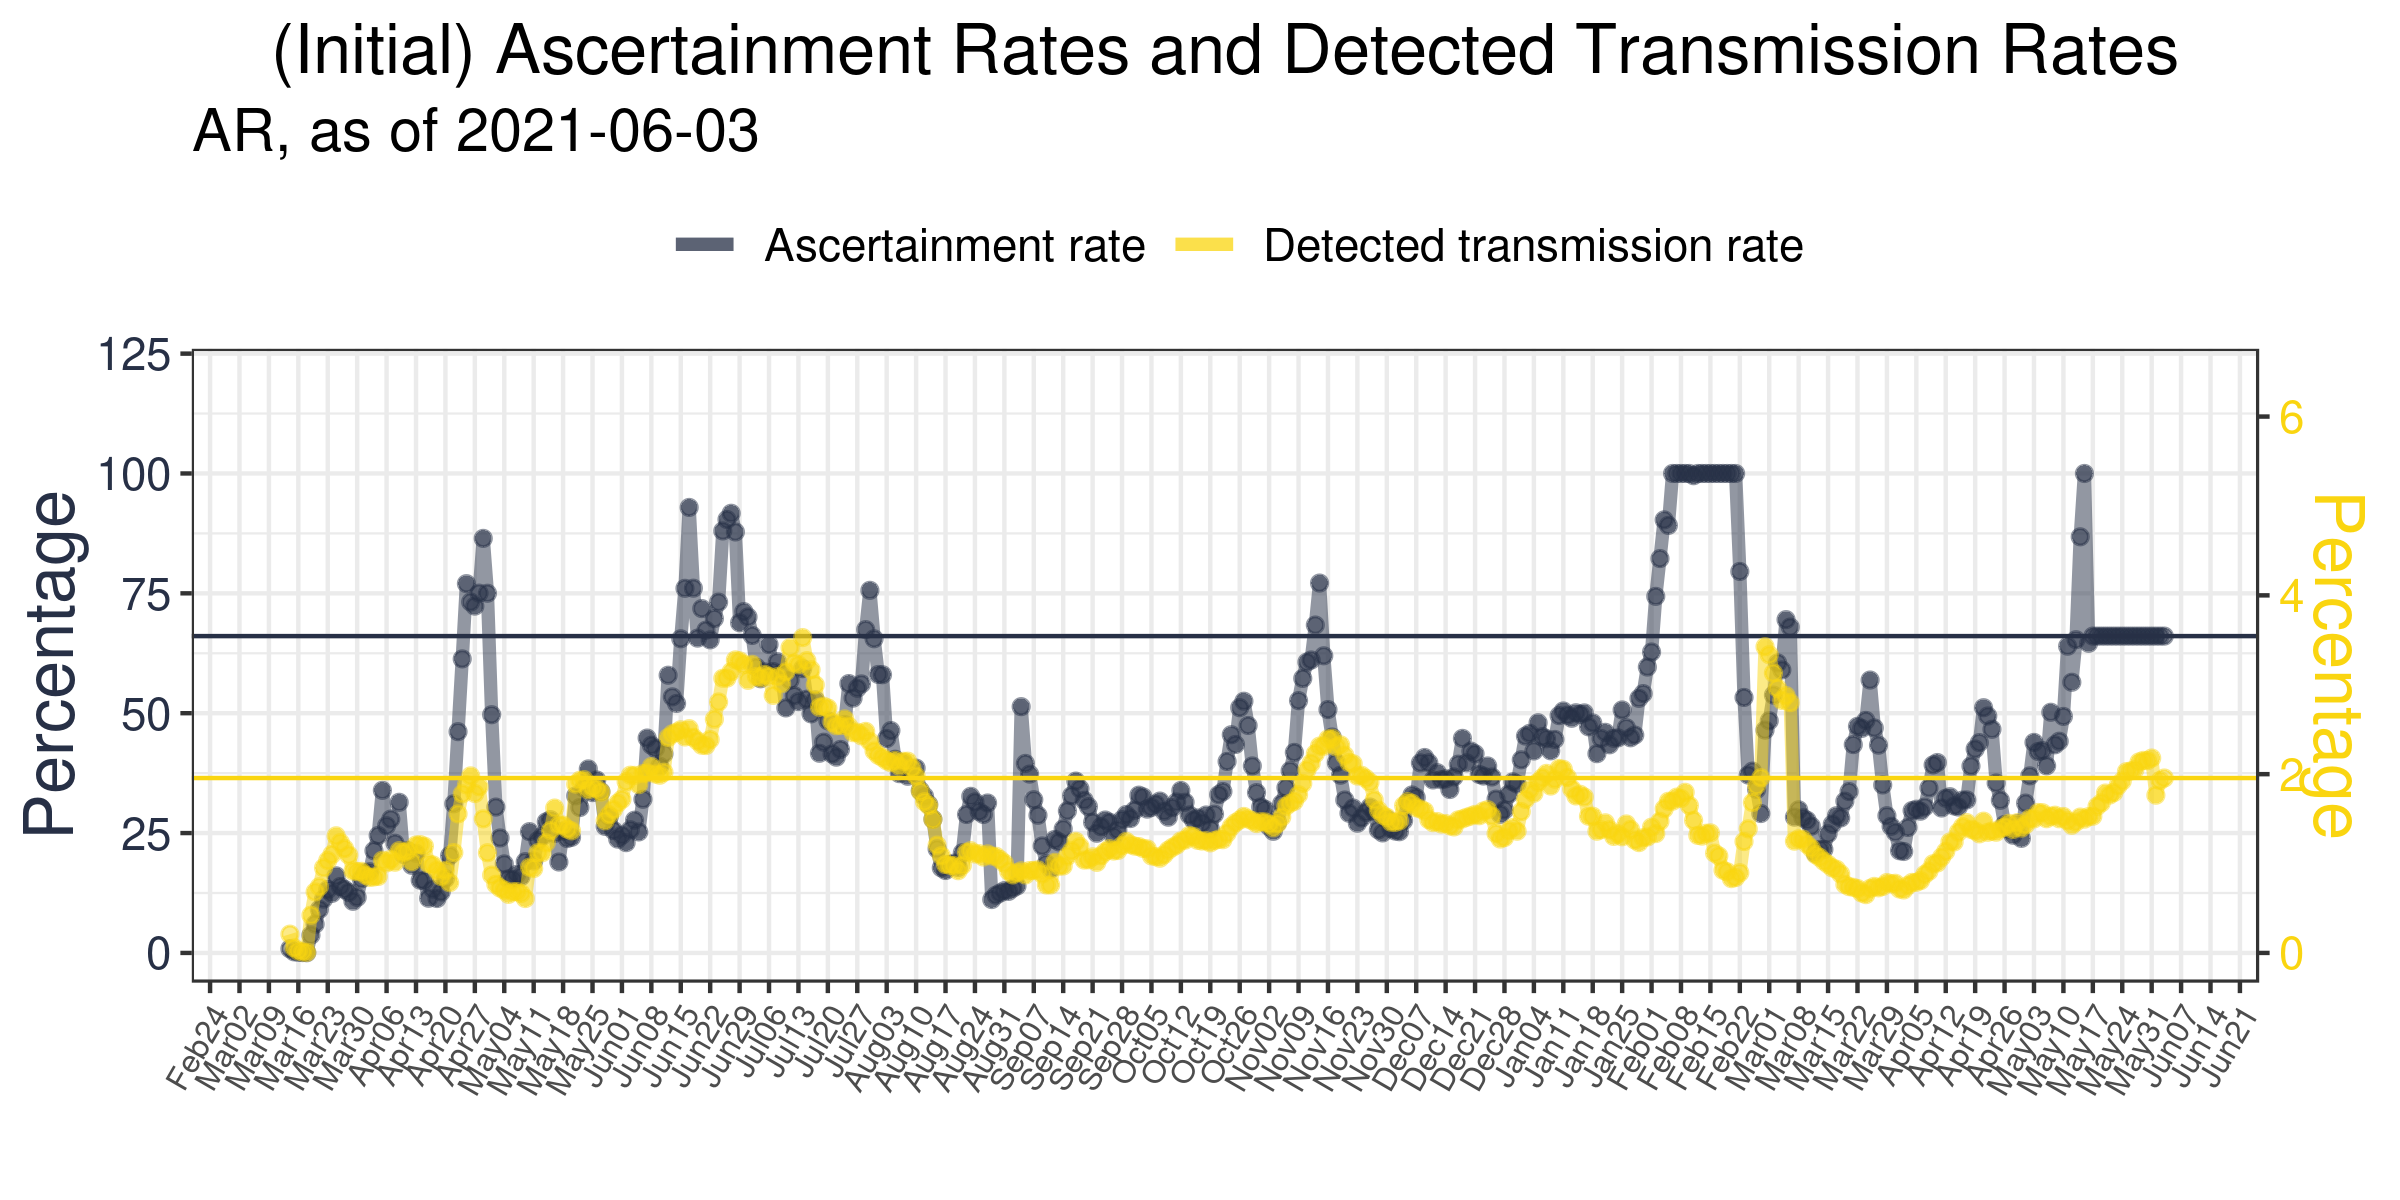 (Initial) Ascertainment Rates and Detected Transmission Rates
AR, as of 2021-06-03
Ascertainment rate
Detected transmission rate
Percentage
125
100
75
50
25
0
6
4
2
0
Percentage
Feb24
Mar02
Mar09
Mar16
Mar23
Mar30
Apr06
Apr13
Apr20
Apr27
May04
May11
May18
May25
Jun01
Jun08
Jun15
Jun22
Jun29
Jul06
Jul13
Jul20
Jul27
Aug03
Aug10
Aug17
Aug24
Aug31
Sep07
Sep14
Sep21
Sep28
Oct05
Oct12
Oct19
Oct26
Nov02
Nov09
Nov16
Nov23
Nov30
Dec07
Dec14
Dec21
Dec28
Jan04
Jan11
Jan18
Jan25
Feb01
Feb08
Feb15
Feb22
Mar01
Mar08
Mar15
Mar22
Mar29
Apr05
Apr12
Apr19
Apr26
May03
May10
May17
May24
May31
Jun07
Jun14
Jun21